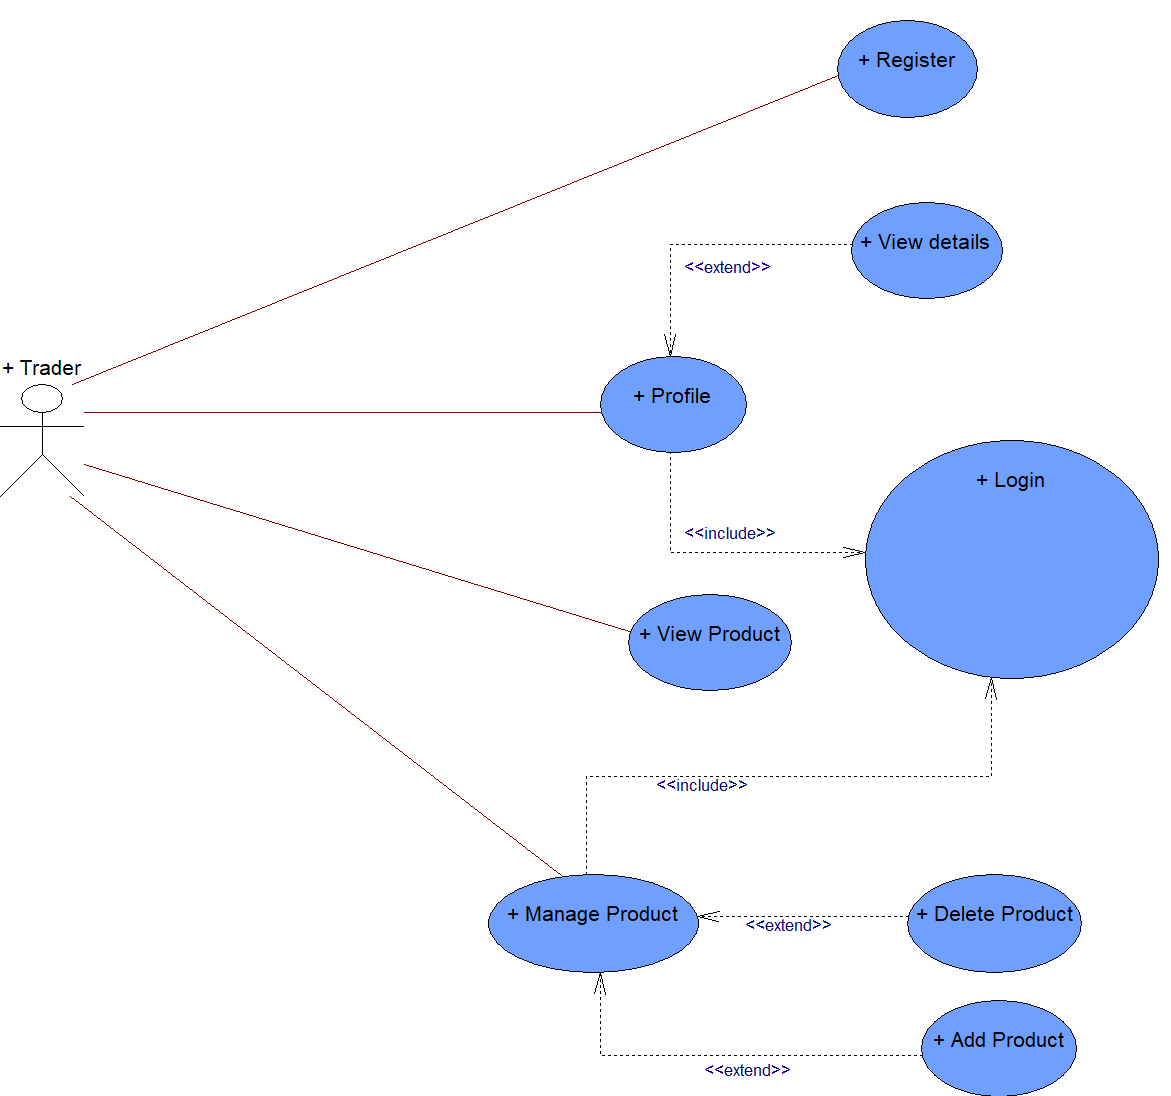 + Register
+ View details
<<extend>>
+ Trader
+ Profile
+ Login
<<include>>
+ View Product
<<include>>
+ Manage Product
+ Delete Product
<<extend>>
+ Add Product
<<extend>>